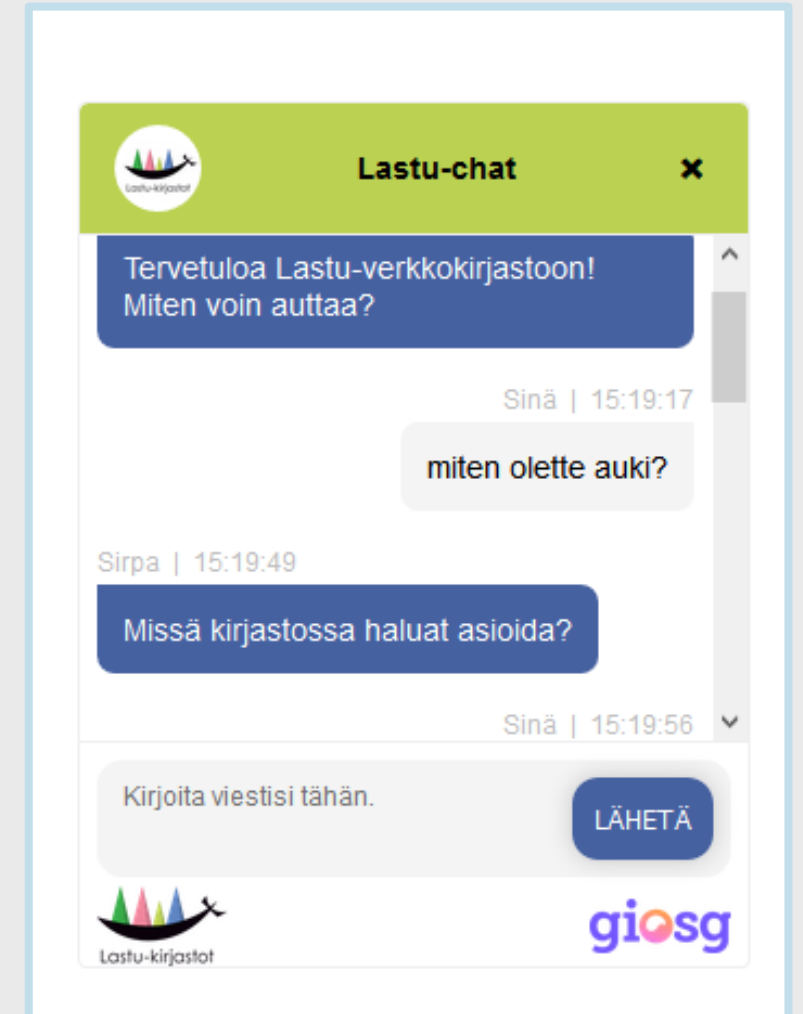 Lastu-kirjastot
Lastu-chat
Tervetuloa Lastu-verkkokirjastoon!
Miten voin auttaa?
Sinä | 15:19:17
miten olette auki?
Sirpa | 15:19:49
Missä kirjastossa haluat asioida?
Sinä | 15:19:56
Kirjoita viestisi tähän.
LÄHETÄ
Lastu-kirjastot
giosg